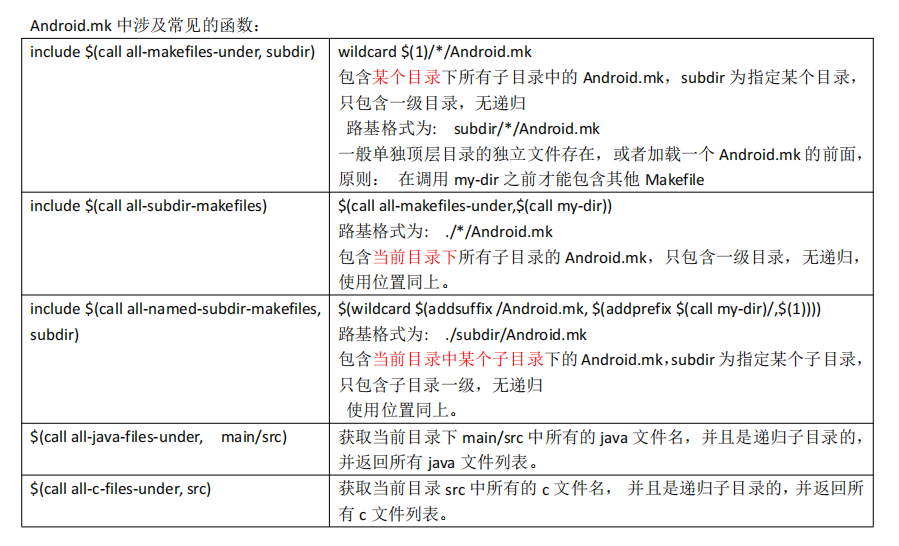 Android.mk 中涉及常见的函数：
include $(call all-makefiles-under, subdir)
wildcard $(1)/*/Android.mk
包含某个目录下所有子目录中的 Android.mk，subdir 为指定某个目录，
只包含一级目录，无递归
路基格式为： subdir/*/Android.mk
一般单独顶层目录的独立文件存在，或者加载一个 Android.mk 的前面，
原则： 在调用 my-dir 之前才能包含其他 Makefile
include $(call all-subdir-makefiles)
$(call all-makefiles-under,$(call my-dir))
路基格式为： ./*/Android.mk
包含当前目录下所有子目录的 Android.mk，只包含一级目录，无递归，
使用位置同上。
include $(call all-named-subdir-makefiles,
subdir)
$(wildcard $(addsuffix /Android.mk, $(addprefix $(call my-dir)/,$(1))))
路基格式为： ./subdir/Android.mk
包含当前目录中某个子目录下的 Android.mk，subdir 为指定某个子目录，
只包含子目录一级，无递归
使用位置同上。
$(call all-java-files-under, main/src)
获取当前目录下 main/src 中所有的 java 文件名，并且是递归子目录的，
并返回所有 java 文件列表。
$(call all-c-files-under, src)
获取当前目录 src 中所有的 c 文件名， 并且是递归子目录的，并返回所
有 c 文件列表。